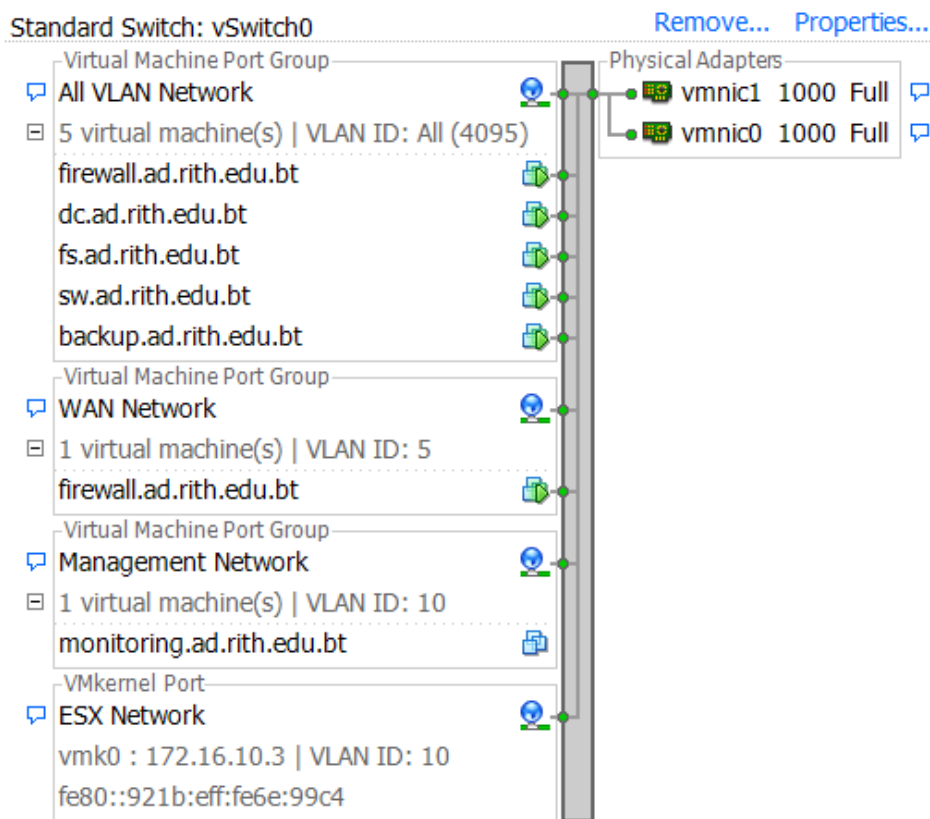 Standard Switch: vSwitch0 Remove... Properties...
Virtual Machine Port Group
All VLAN Network
5 virtual machine(s) | VLAN ID: All (4095)
firewall.ad.rith.edu.bt
dc.ad.rith.edu.bt
fs.ad.rith.edu.bt
sw.ad.rith.edu.bt
backup.ad.rith.edu.bt
Virtual Machine Port Group
WAN Network
1 virtual machine(s) | VLAN ID: 5
firewall.ad.rith.edu.bt
Virtual Machine Port Group
Management Network
1 virtual machine(s) | VLAN ID: 10
monitoring.ad.rith.edu.bt
VMkernel Port
ESX Network
vmk0 : 172.16.10.3 | VLAN ID: 10
fe80::921b:eff:fe6e:99c4
Physical Adapters
vmnic1 1000 Full
vmnic0 1000 Full